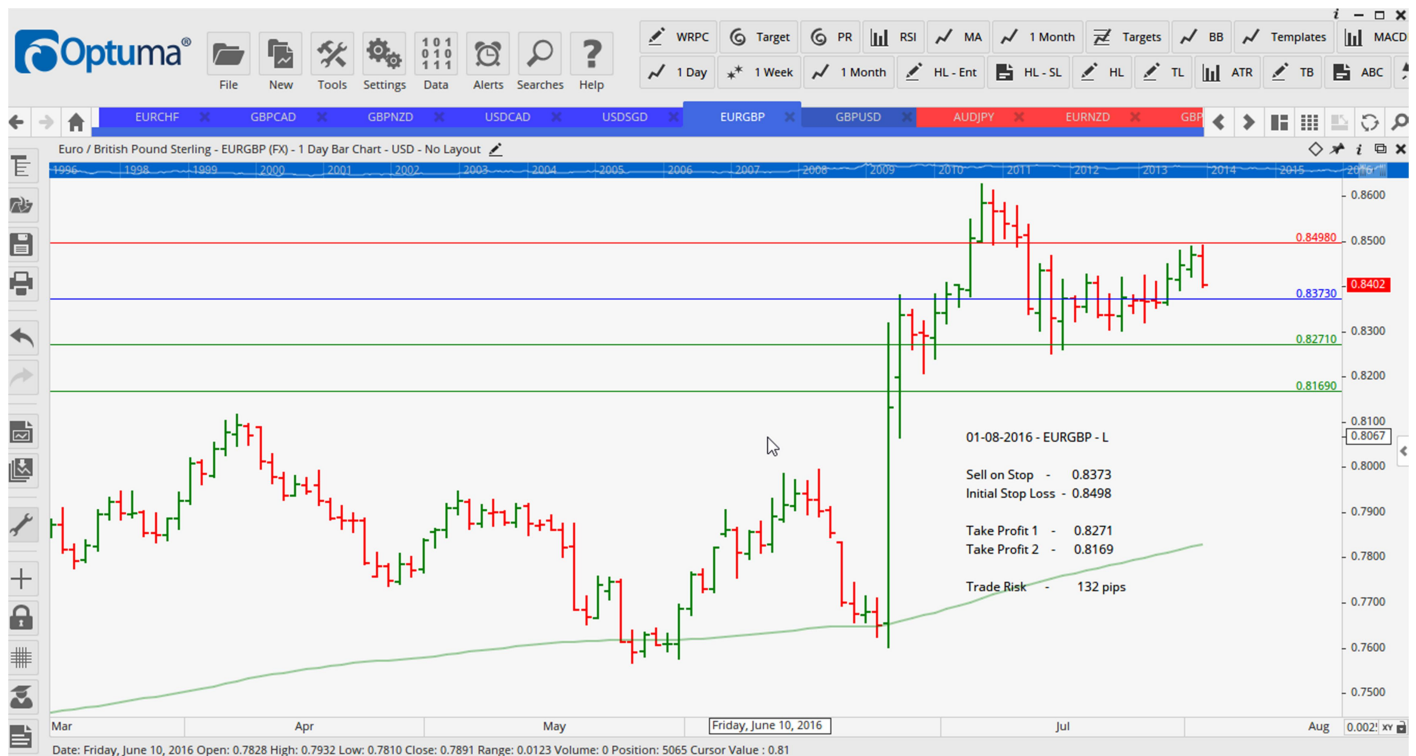 i
Optuma®
File New Tools Settings Data Alerts Searches Help
WRPC Target PR RSI MA 1 Month Targets BB Templates MACD
1 Day 1 Week 1 Month HL - Ent HL - SL HL TL ATR TB ABC
EURCHF GBPCAD GBPNZD USDCAD USDSGD EURGBP GBPUSD AUDJPY EURNZD GBP
Euro / British Pound Sterling - EURGBP (FX) - 1 Day Bar Chart - USD - No Layout
1996 1998 1999 2000 2001 2002 2003 2004 2005 2006 2007 2008 2009 2010 2011 2012 2013 2014 2015 2016
0.8600
0.84980
0.8500
0.8402
0.83730
0.8300
0.82710
0.8200
0.81690
0.8100
0.8067
0.8000
0.7900
0.7800
0.7700
0.7600
0.7500
01-08-2016 - EURGBP - L
Sell on Stop - 0.8373
Initial Stop Loss - 0.8498
Take Profit 1 - 0.8271
Take Profit 2 - 0.8169
Trade Risk - 132 pips
Mar Apr May Friday, June 10, 2016 Jul Aug XY
Date: Friday, June 10, 2016 Open: 0.7828 High: 0.7932 Low: 0.7810 Close: 0.7891 Range: 0.0123 Volume: 0 Position: 5065 Cursor Value : 0.81